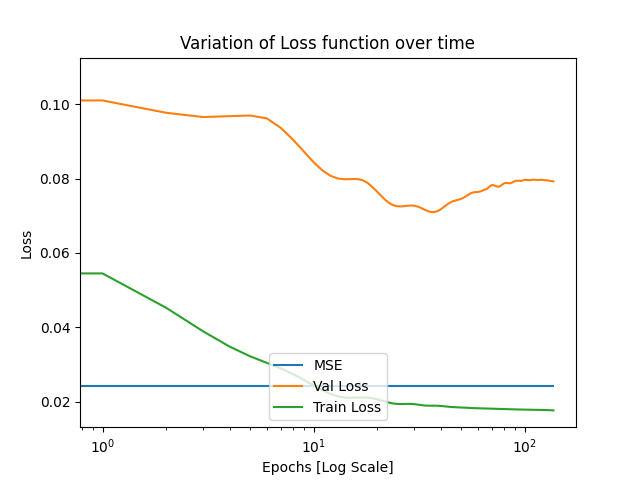 Variation of Loss function over time
Loss
0.10
0.08
0.06
0.04
0.02
MSE
Val Loss
Train Loss
10⁰ 10¹ 10²
Epochs [Log Scale]